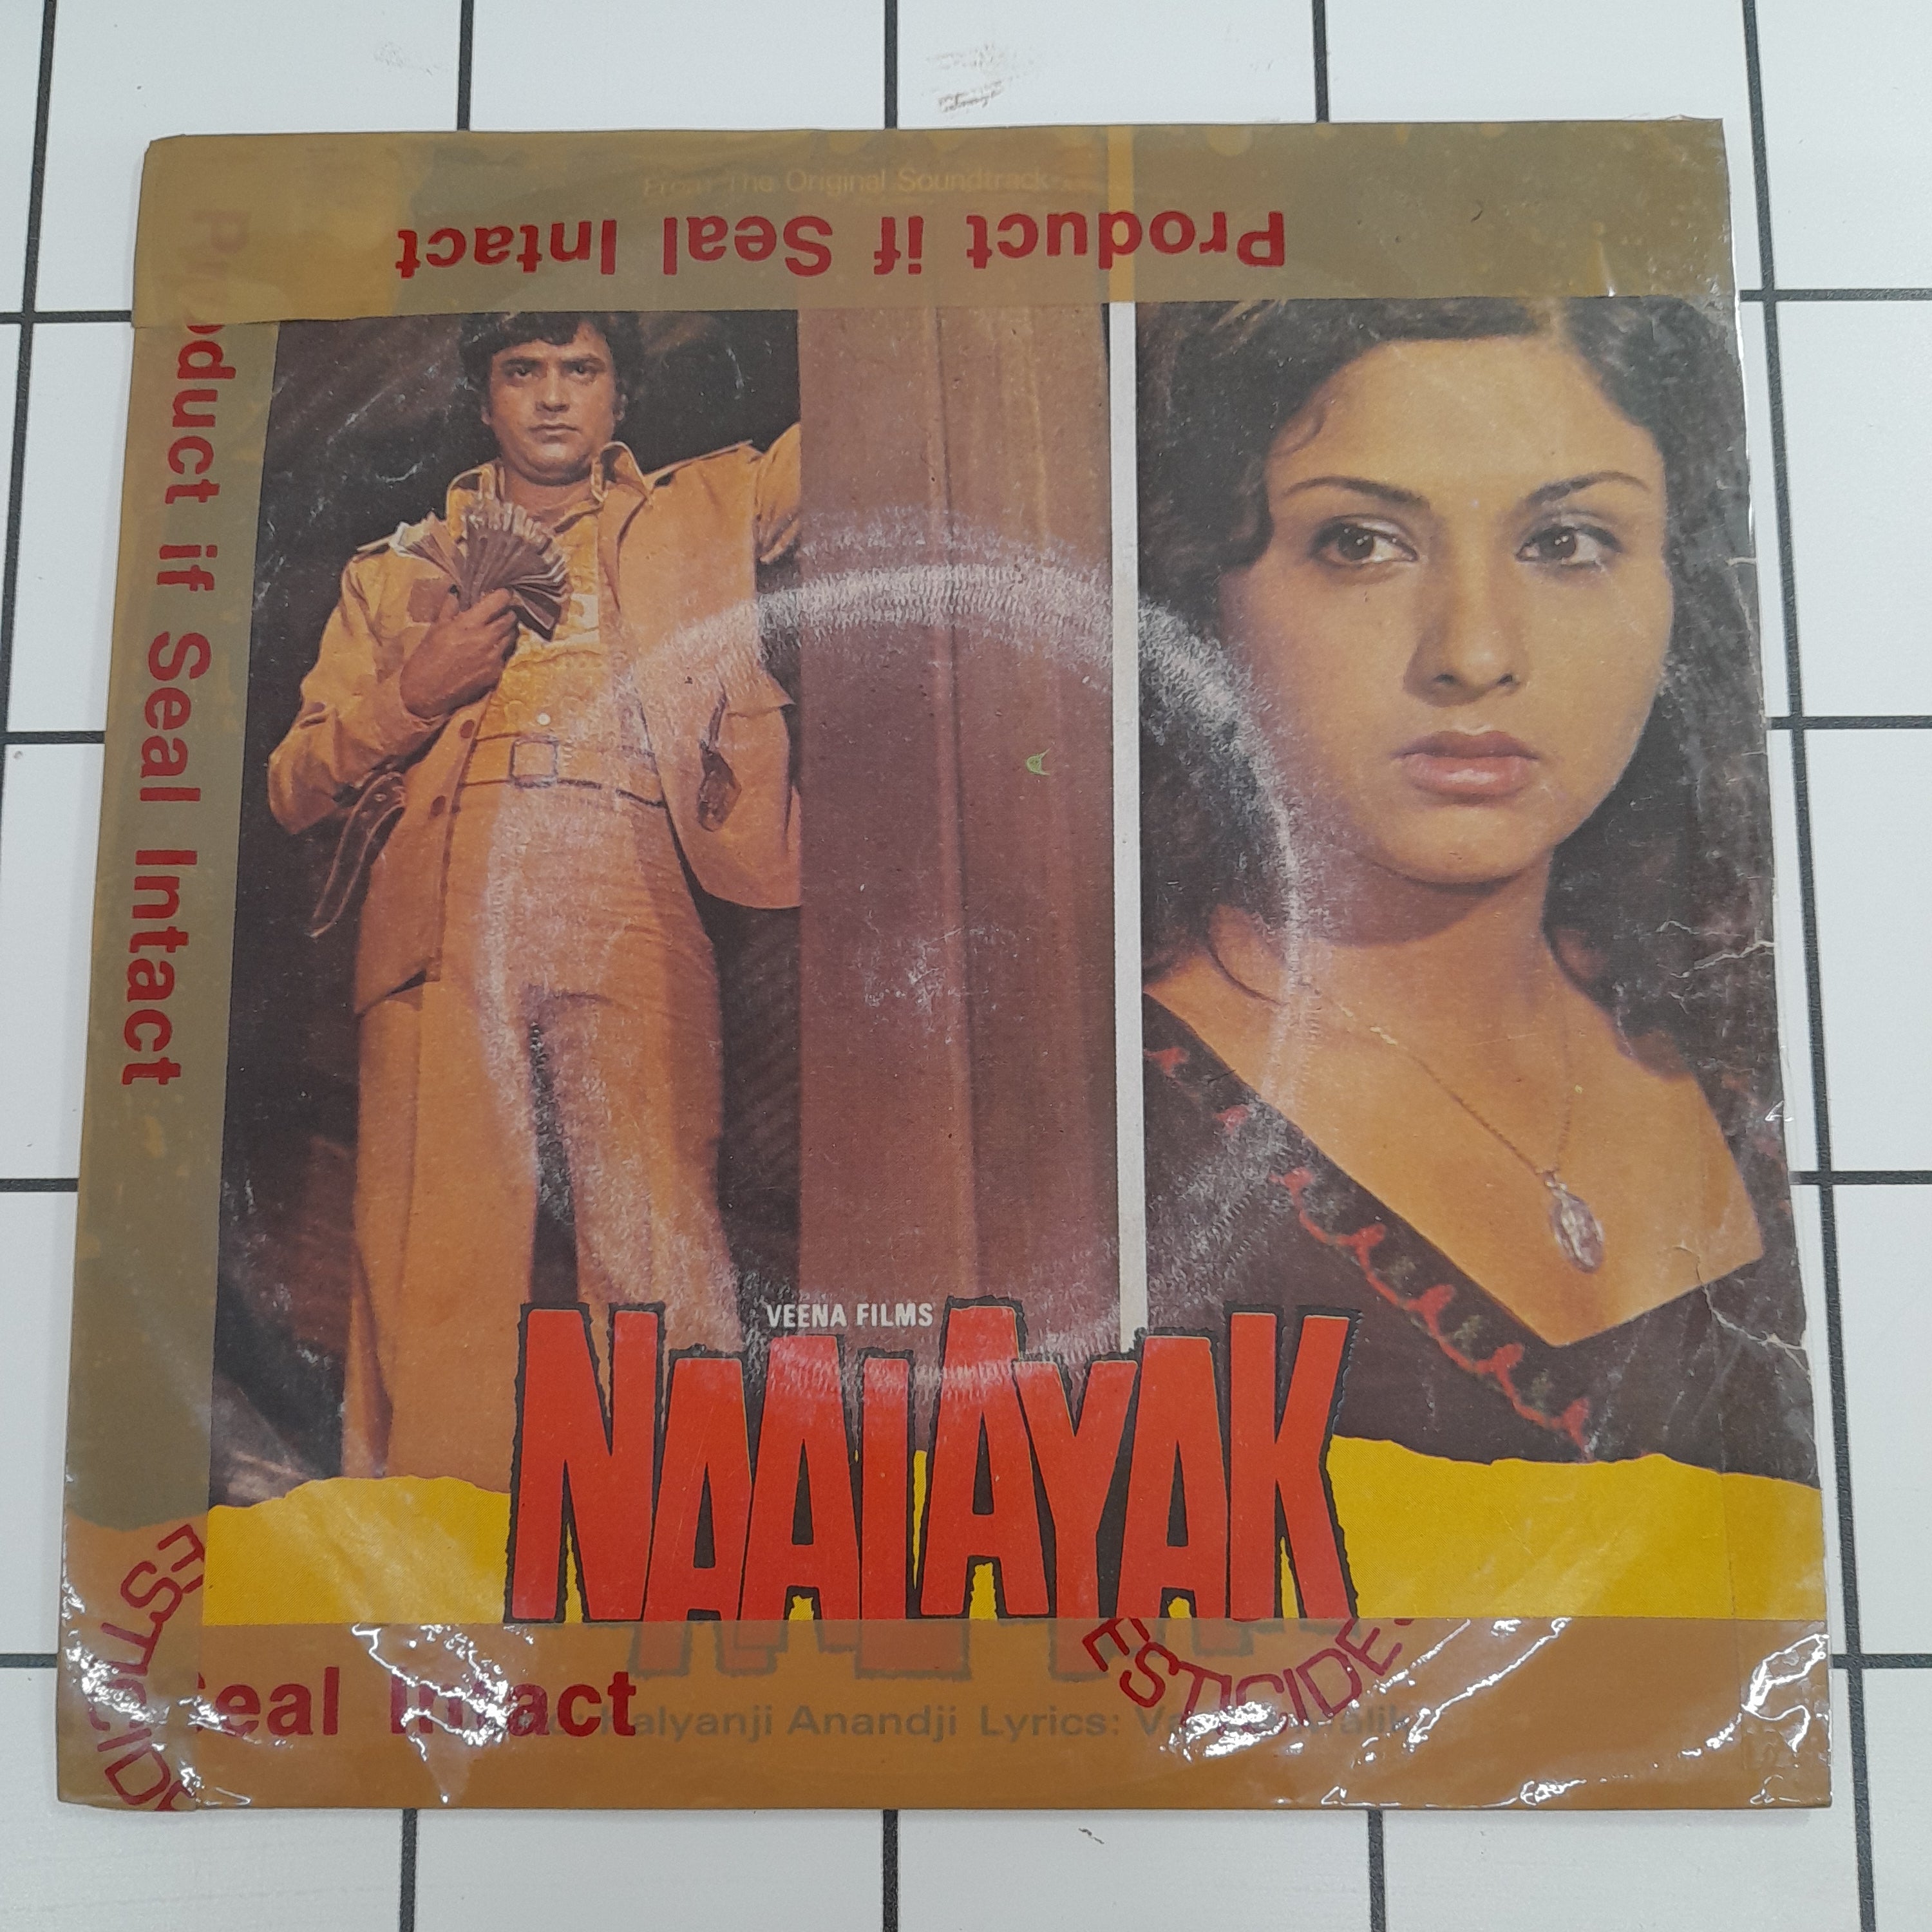 From The Original Soundtrack
Product if Seal Intact
Product if Seal Intact
VEENA FILMS
NAALAYAK
ESTICIDE
ESTICIDE
Seal Intact
Kalyanji Anandji Lyrics: